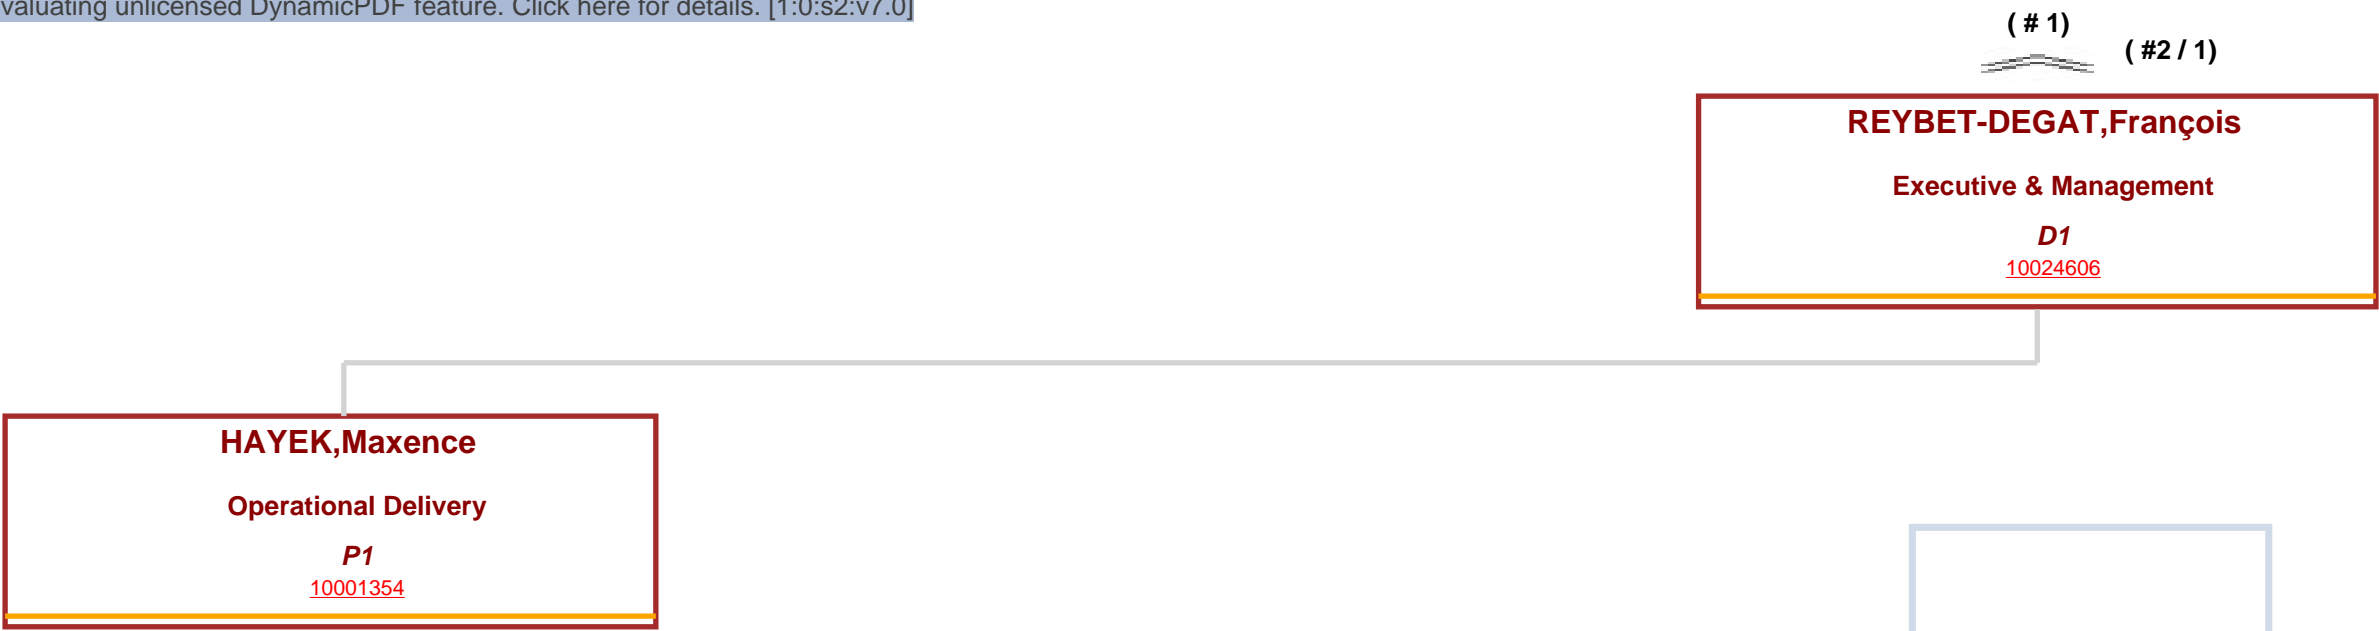 valuating unlicensed DynamicPDF feature. Click here for details. [1:0:s2:v7.0]
( # 1)
( #2 / 1)
REYBET-DEGAT,François
Executive & Management
D1
10024606
HAYEK,Maxence
Operational Delivery
P1
10001354